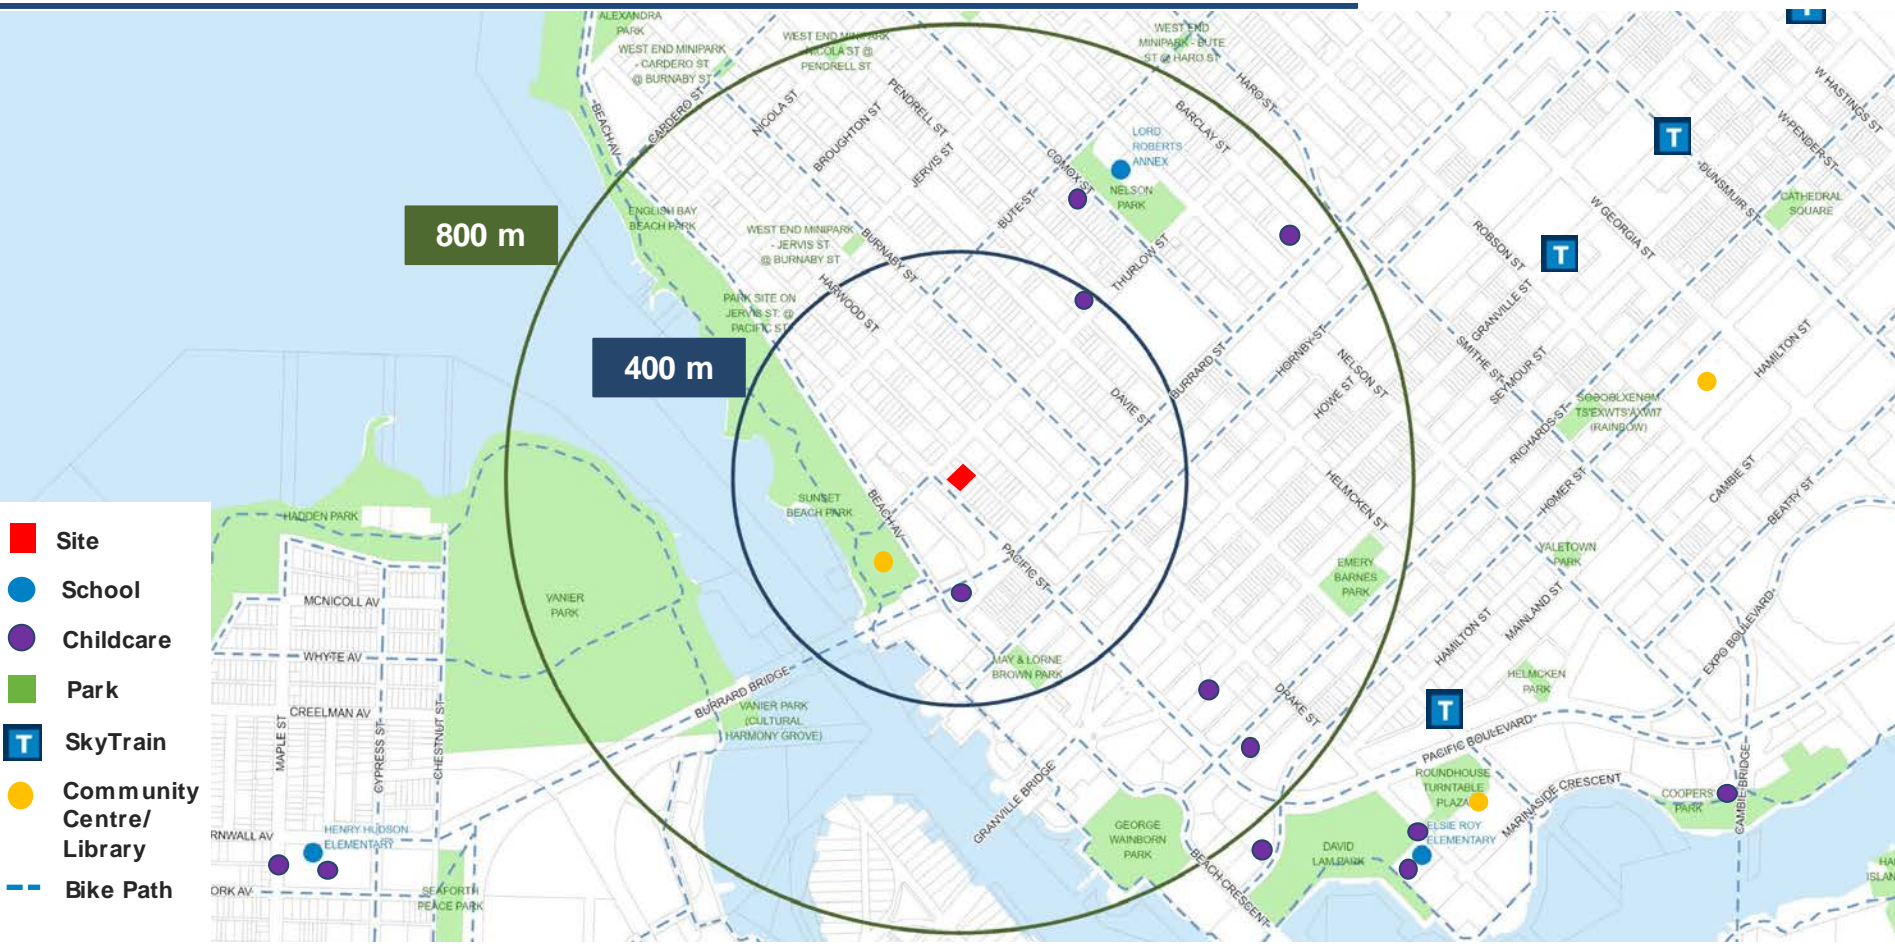 ALEXANDRA
PARK
WEST END MINIPARK
- CARDERO ST
@ BURNABY ST
WEST END MINIPARK
- NICOLA ST @
PENDRELL ST
WEST END
MINIPARK - BUTE
ST @ HARO ST
T
HARO ST
W HASTINGS ST
W PENDER ST
T
DUNSMUIR ST
CATHEDRAL
SQUARE
BEACH AV
CARDERO ST
NICOLA ST
BROUGHTON ST
PENDRELL ST
JERVIS ST
COMOX ST
BARCLAY ST
LORD
ROBERTS
ANNEX
NELSON
PARK
BUTE ST
THURLOW ST
W GEORGIA ST
ROBSON ST
T
GRANVILLE ST
800 m
ENGLISH BAY
BEACH PARK
WEST END MINIPARK
- JERVIS ST
@ BURNABY ST
BURNABY ST
HARWOOD ST
PARK SITE ON
JERVIS ST. @
PACIFIC ST
400 m
BURRARD ST
HORNBY ST
NELSON ST
HOWE ST
SMITHE ST
SEYMOUR ST
HAMILTON ST
DAVIE ST
RICHARDS ST
TS'EXWTS'ÁXWI7
(RAINBOW)
HELMCKEN ST
HOMER ST
CAMBIE ST
BEATTY ST
SUNSET
BEACH PARK
BEACH AV
PACIFIC ST
EMERY
BARNES
PARK
YALETOWN
PARK
HAMILTON ST
MAINLAND ST
EXPO BOULEVARD
HADDEN PARK
VANIER
PARK
Site
School
Childcare
Park
T SkyTrain
Community
Centre/
Library
Bike Path
MCNICOLL AV
WHYTE AV
CREELMAN AV
MAPLE ST
CYPRESS ST
CHESTNUT ST
BURRARD BRIDGE
VANIER PARK
(CULTURAL
HARMONY GROVE)
MAY & LORNE
BROWN PARK
DRAKE ST
HELMCKEN
PARK
T
PACIFIC BOULEVARD
ROUNDHOUSE
TURNTABLE
PLAZA
MARINASIDE CRESCENT
COOPERS'
PARK
CAMBIE BRIDGE
GRANVILLE BRIDGE
GEORGE
WAINBORN
PARK
BEACH CRESCENT
DAVID
LAM PARK
ELSIE ROY
ELEMENTARY
RNWALL AV
HENRY HUDSON
ELEMENTARY
ORK AV
SEAFORTH
PEACE PARK
HA
ISLAN